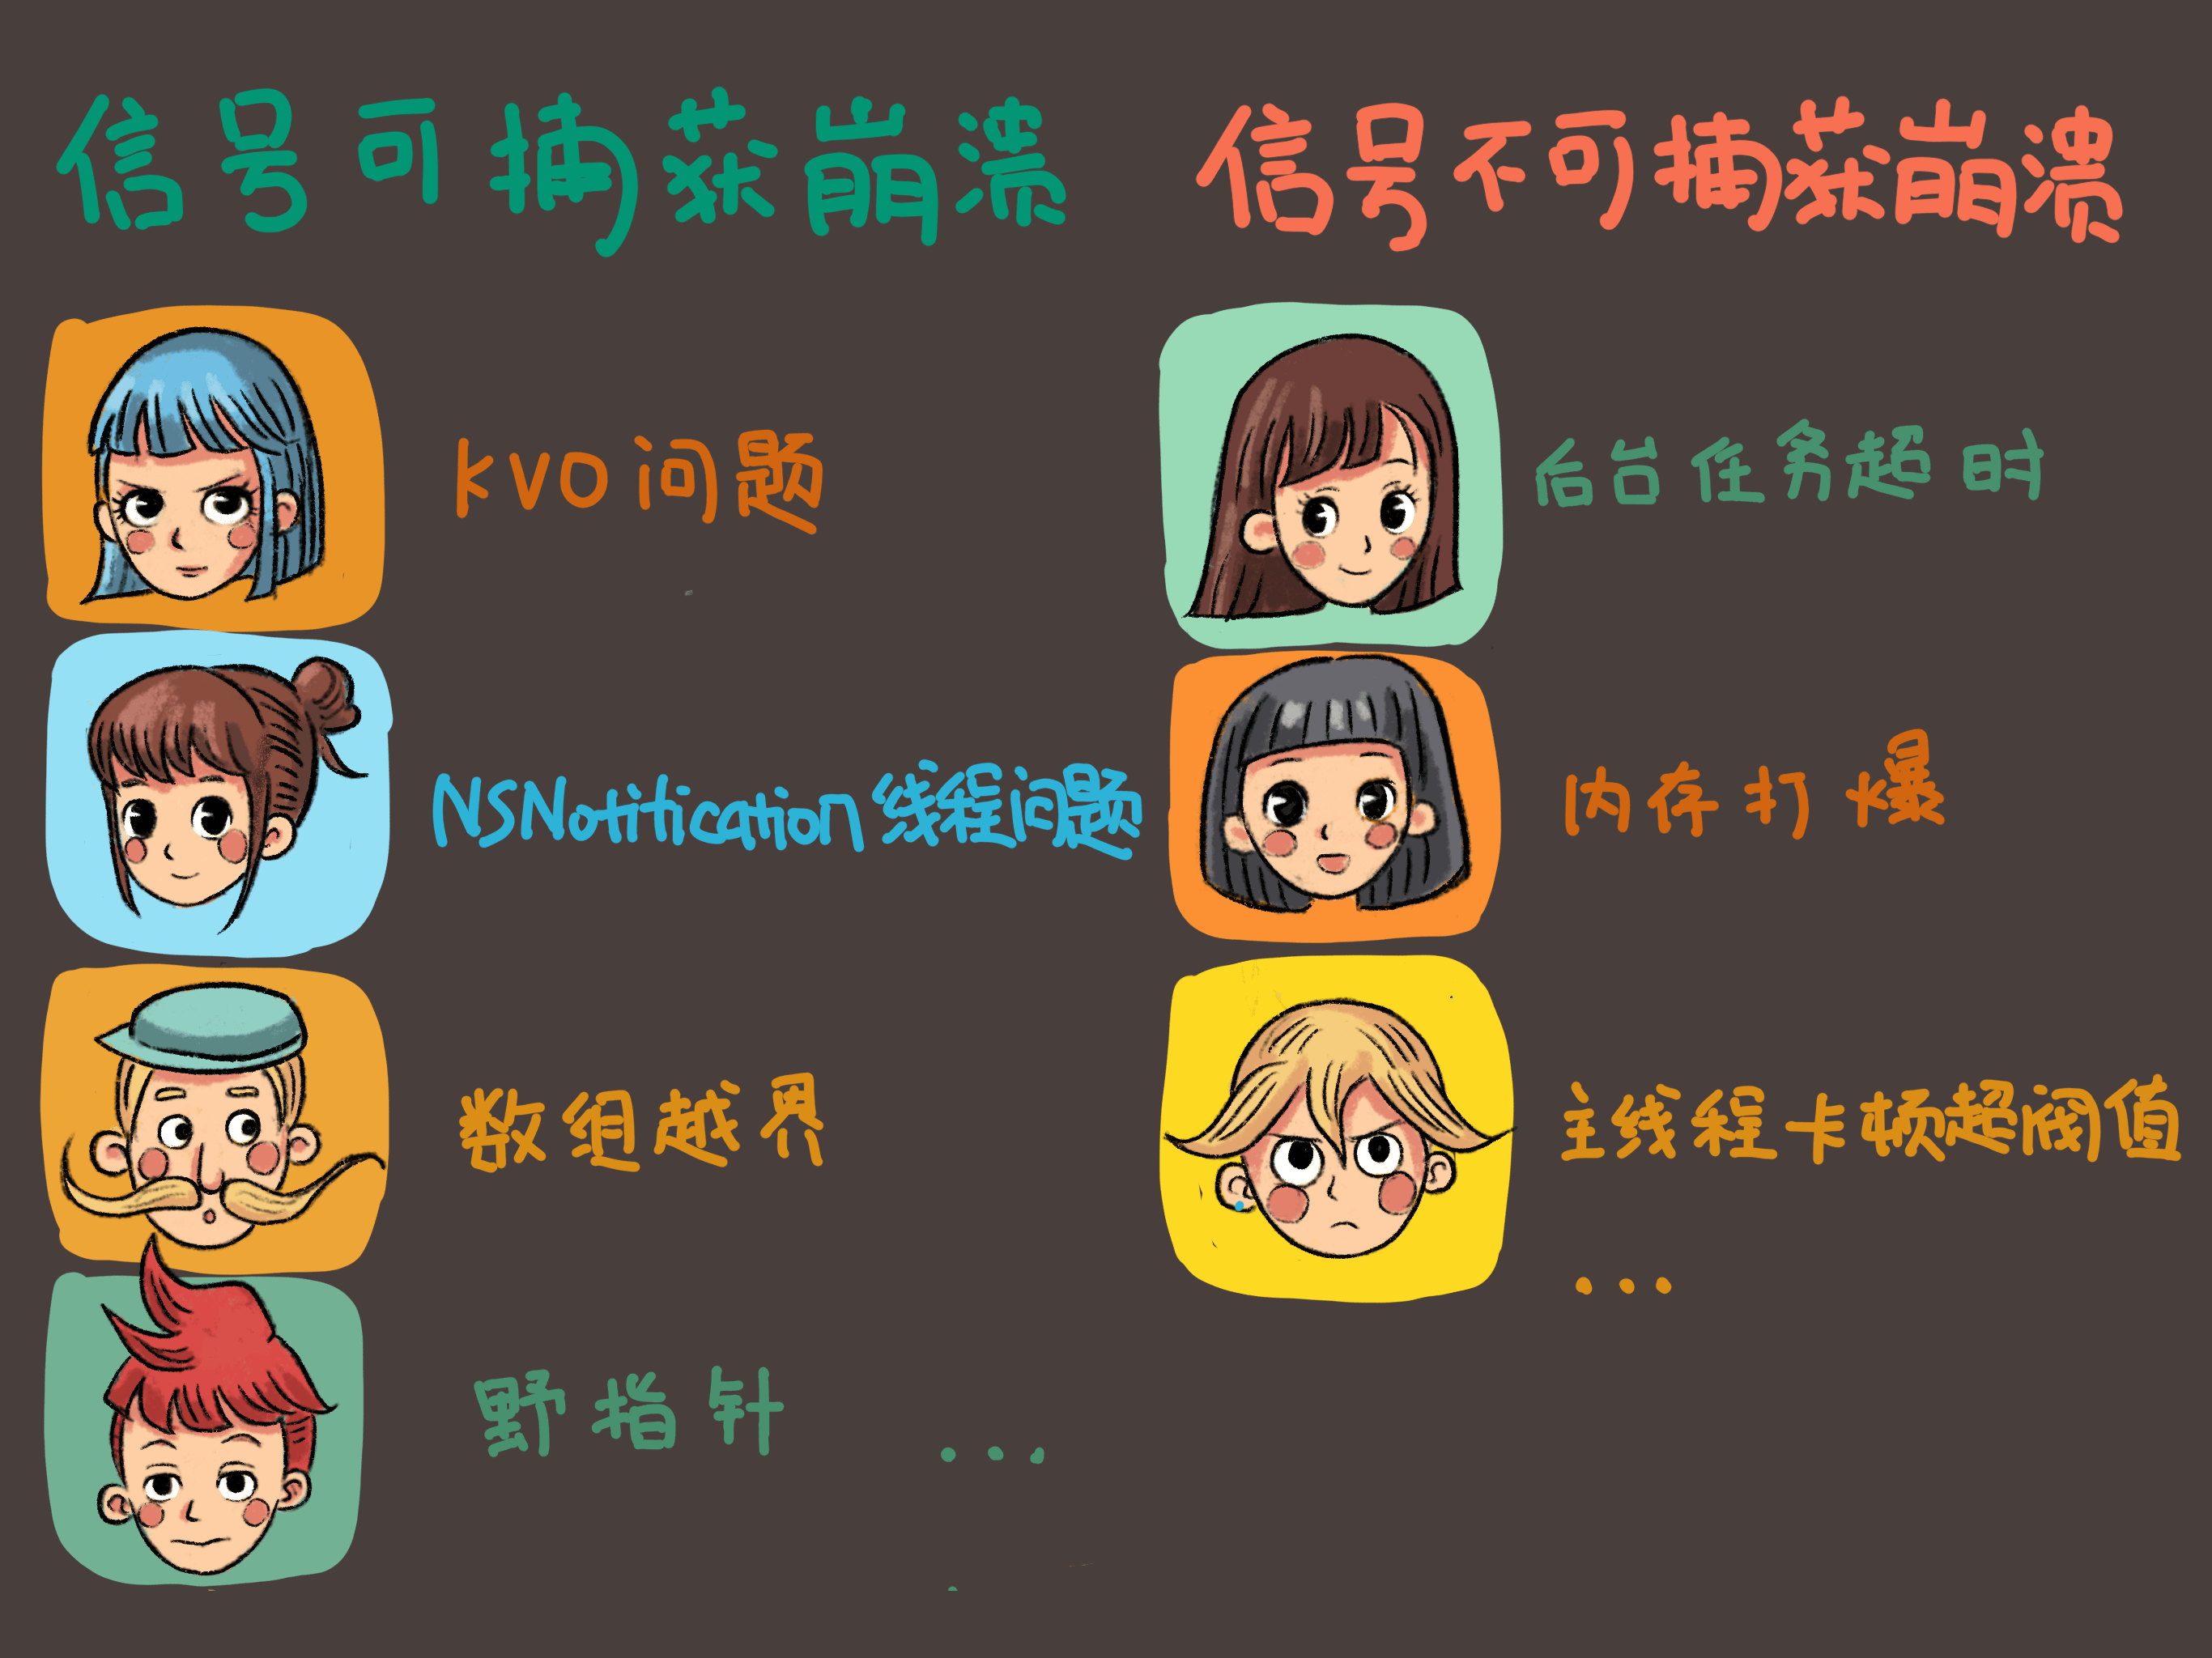 信号可捕获崩溃
KVO问题
NSNotification线程问题
数组越界
野指针 ...
信号不可捕获崩溃
后台任务超时
内存打爆
主线程卡顿超阀值
...